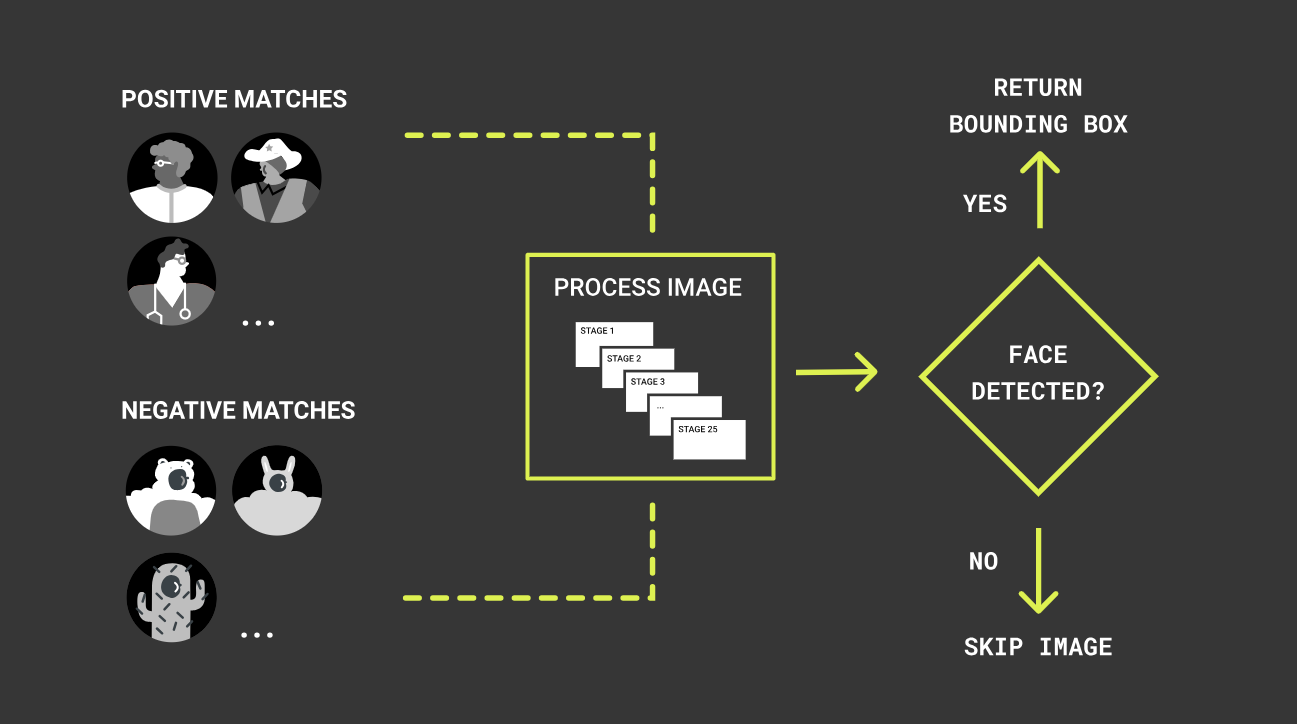 POSITIVE MATCHES
...
NEGATIVE MATCHES
...
PROCESS IMAGE
STAGE 1
STAGE 2
STAGE 3
...
STAGE 25
RETURN
BOUNDING BOX
YES
FACE
DETECTED?
NO
SKIP IMAGE